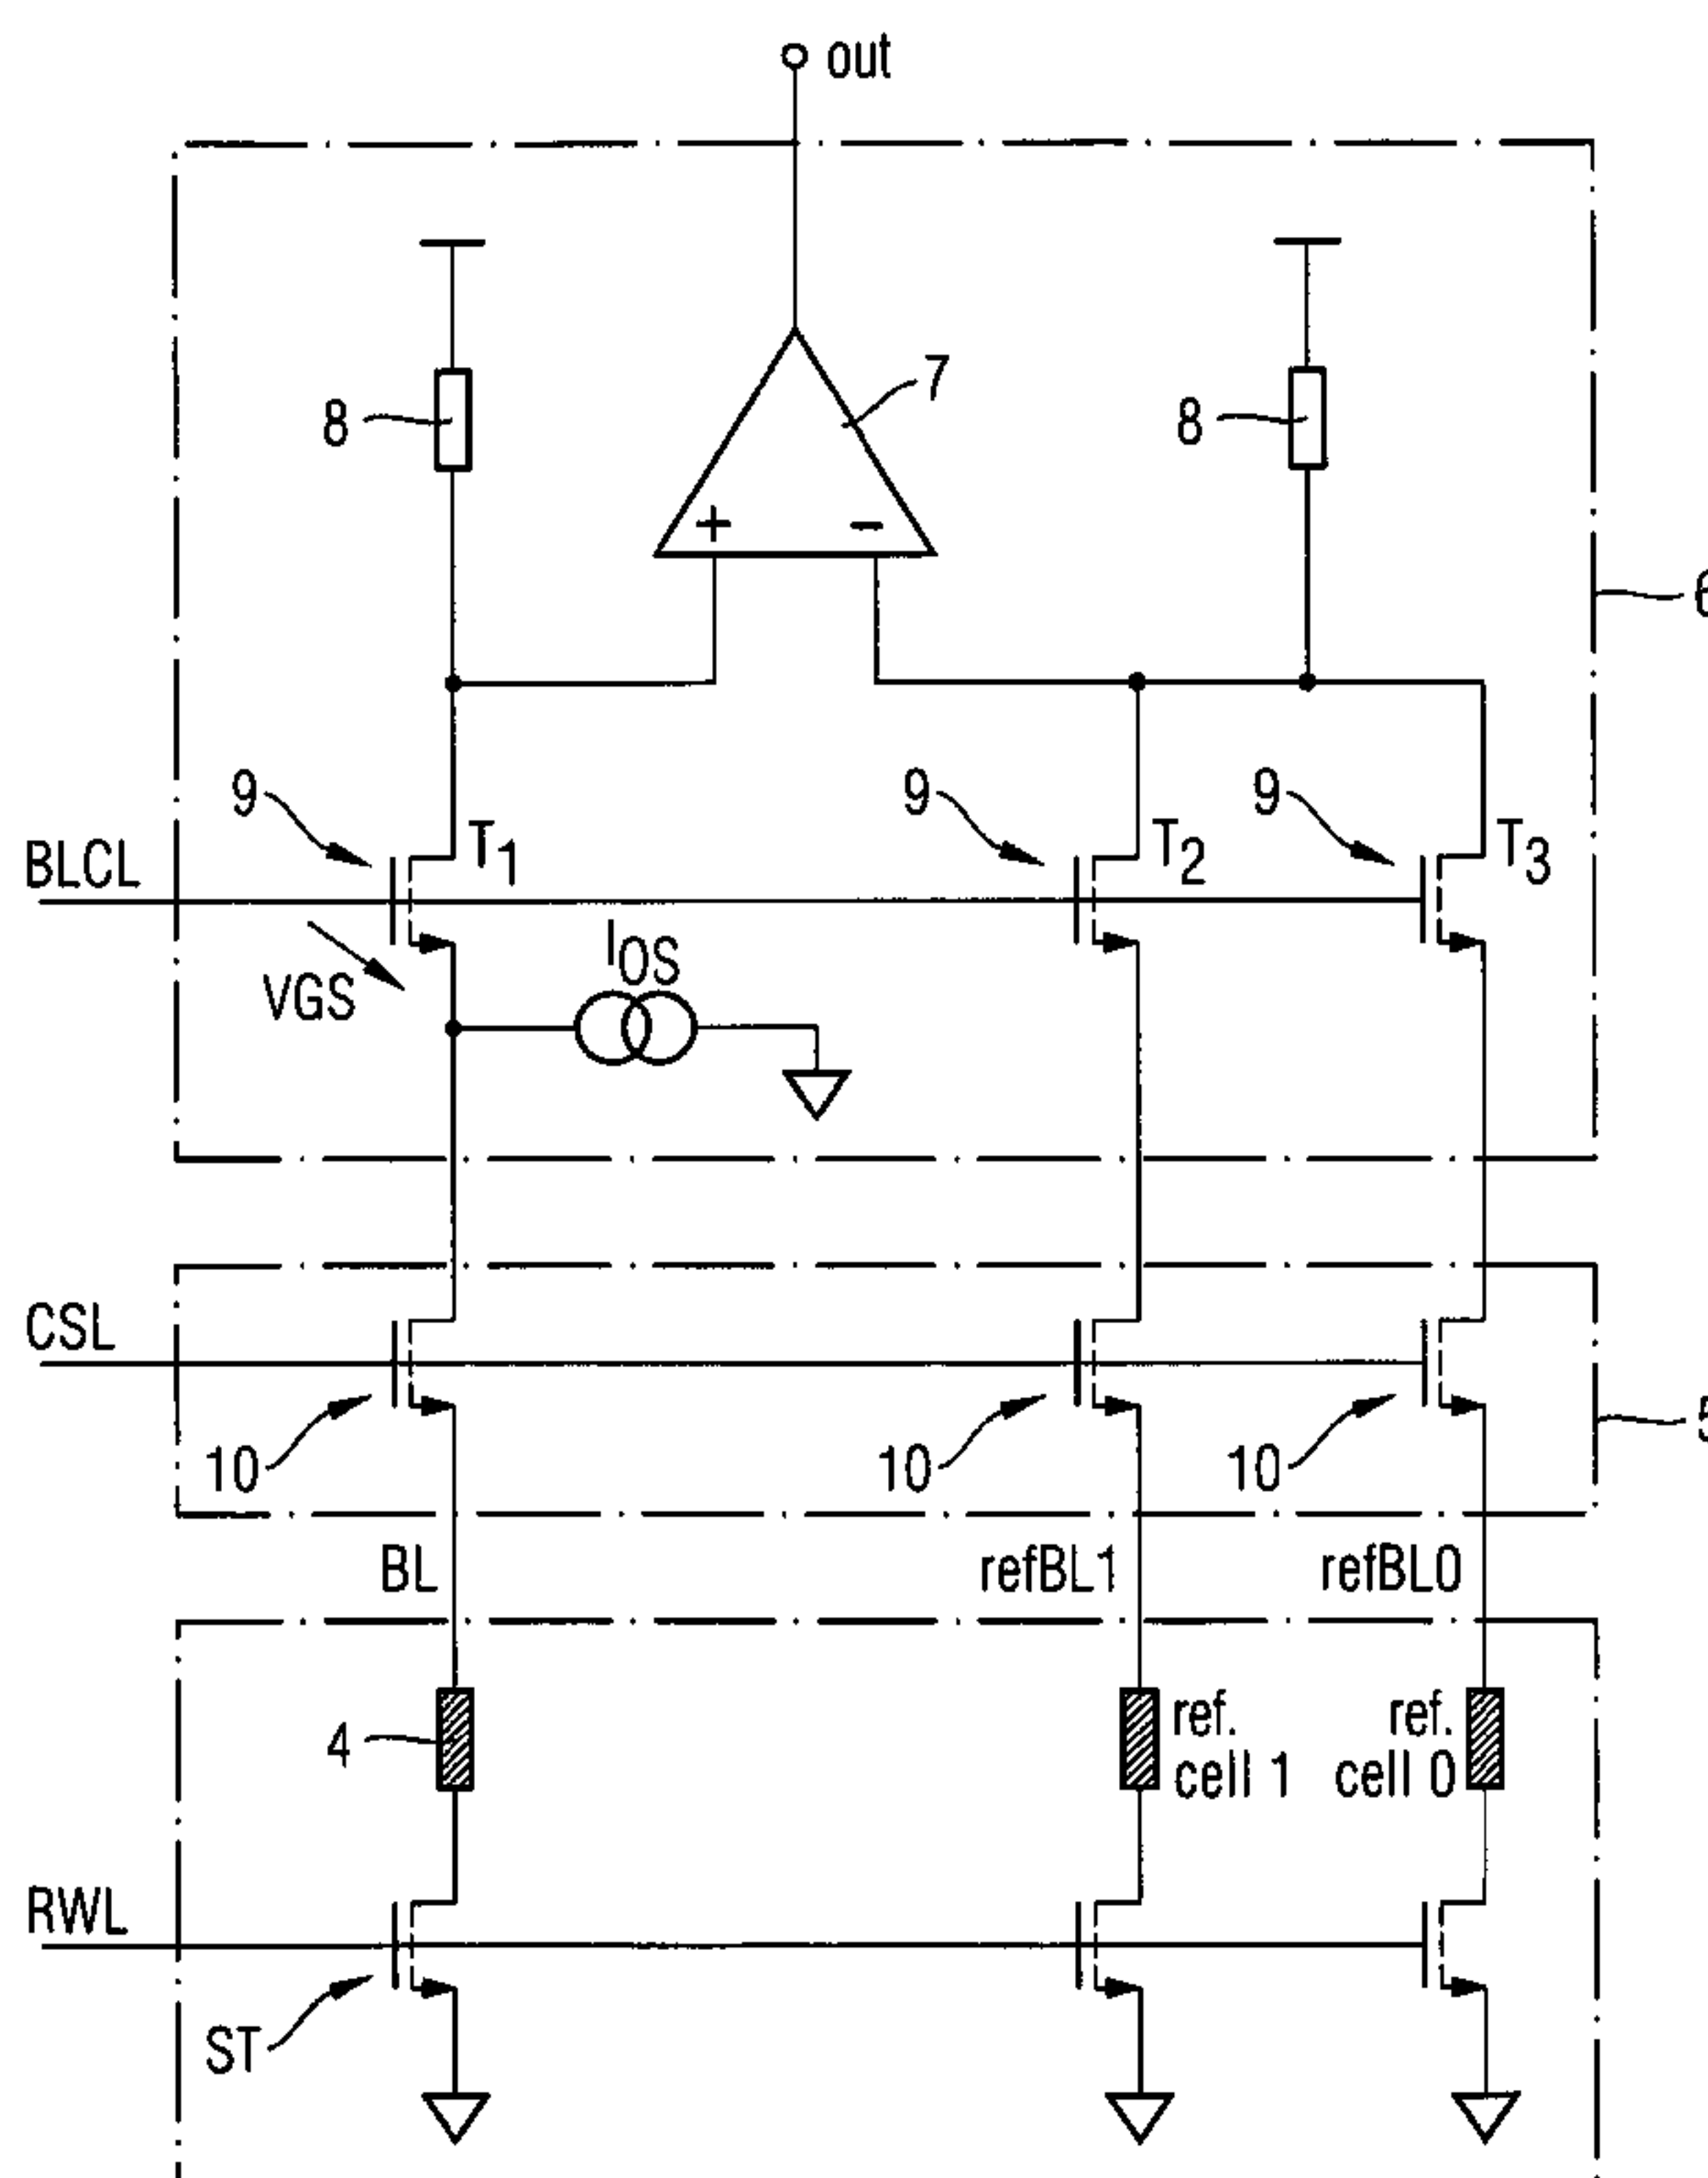 out
7
8
8
+
-
6
9
T1
9
T2
9
T3
BLCL
VGS
IOS
CSL
10
10
10
5
BL
refBL1
refBL0
4
ref.
cell 1
ref.
cell 0
RWL
ST